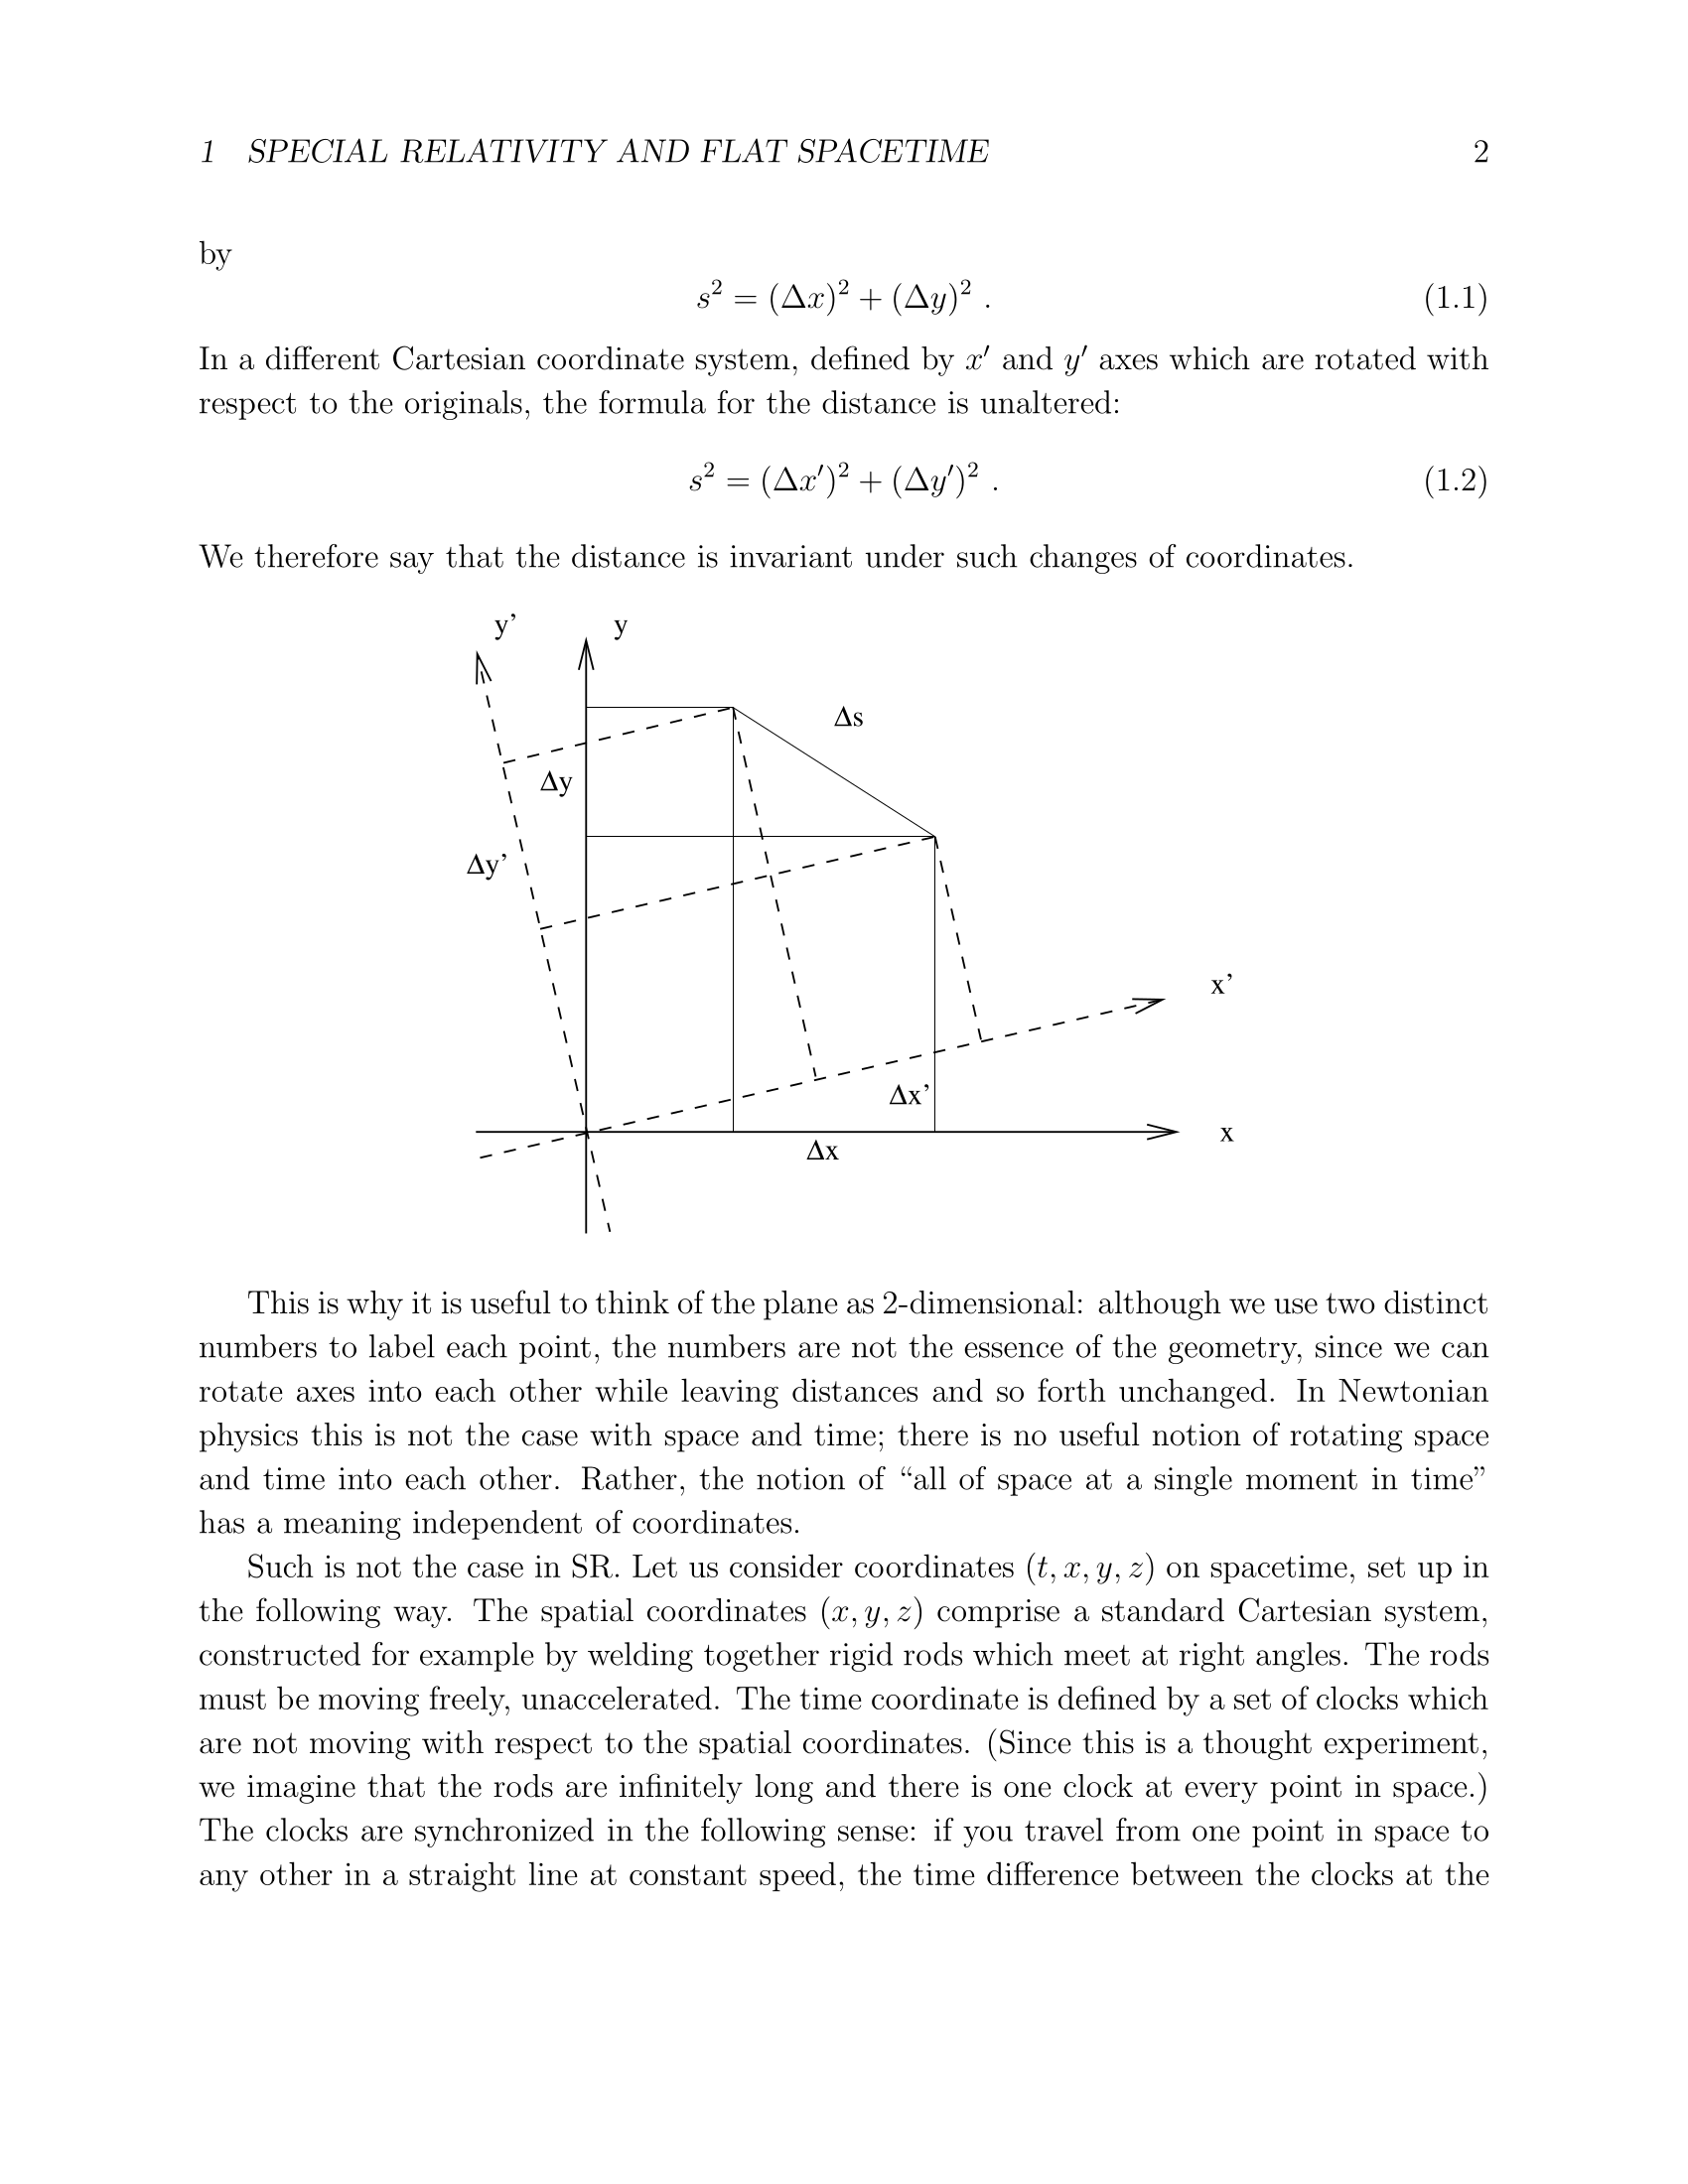 1 SPECIAL RELATIVITY AND FLAT SPACETIME 2
by
s² = (Δx)² + (Δy)² . (1.1)
In a different Cartesian coordinate system, defined by x′ and y′ axes which are rotated with
respect to the originals, the formula for the distance is unaltered:
s² = (Δx′)² + (Δy′)² . (1.2)
We therefore say that the distance is invariant under such changes of coordinates.
y'
y
Δs
Δy
Δy'
x'
Δx'
x
Δx
This is why it is useful to think of the plane as 2-dimensional: although we use two distinct
numbers to label each point, the numbers are not the essence of the geometry, since we can
rotate axes into each other while leaving distances and so forth unchanged. In Newtonian
physics this is not the case with space and time; there is no useful notion of rotating space
and time into each other. Rather, the notion of “all of space at a single moment in time”
has a meaning independent of coordinates.
Such is not the case in SR. Let us consider coordinates (t, x, y, z) on spacetime, set up in
the following way. The spatial coordinates (x, y, z) comprise a standard Cartesian system,
constructed for example by welding together rigid rods which meet at right angles. The rods
must be moving freely, unaccelerated. The time coordinate is defined by a set of clocks which
are not moving with respect to the spatial coordinates. (Since this is a thought experiment,
we imagine that the rods are infinitely long and there is one clock at every point in space.)
The clocks are synchronized in the following sense: if you travel from one point in space to
any other in a straight line at constant speed, the time difference between the clocks at the